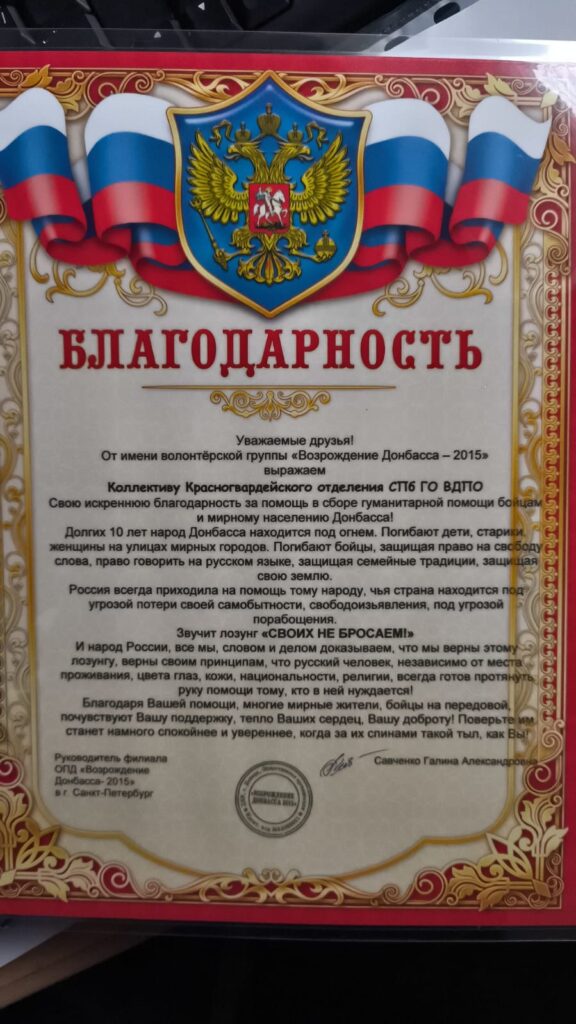 БЛАГОДАРНОСТЬ
Уважаемые друзья!
От имени волонтёрской группы «Возрождение Донбасса – 2015»
выражаем
Коллективу Красногвардейского отделения СПб ГО ВДПО
Свою искреннюю благодарность за помощь в сборе гуманитарной помощи бойцам
и мирному населению Донбасса!
Долгих 10 лет народ Донбасса находится под огнем. Погибают дети, старики,
женщины на улицах мирных городов. Погибают бойцы, защищая право на свободу
слова, право говорить на русском языке, защищая семейные традиции, защищая
свою землю.
Россия всегда приходила на помощь тому народу, чья страна находится под
угрозой потери своей самобытности, свободоизьявления, под угрозой
порабощения.
Звучит лозунг «СВОИХ НЕ БРОСАЕМ!»
И народ России, все мы, словом и делом доказываем, что мы верны этому
лозунгу, верны своим принципам, что русский человек, независимо от места
проживания, цвета глаз, кожи, национальности, религии, всегда готов протянуть
руку помощи тому, кто в ней нуждается!
Благодаря Вашей помощи, многие мирные жители, бойцы на передовой,
почувствуют Вашу поддержку, тепло Ваших сердец, Вашу доброту! Поверьте им
станет намного спокойнее и увереннее, когда за их спинами такой тыл, как Вы!
Руководитель филиала
ОПД «Возрождение
Донбасса- 2015»
в г. Санкт-Петербург
Савченко Галина Александровна
«ВОЗРОЖДЕНИЕ
ДОНБАССА 2015»